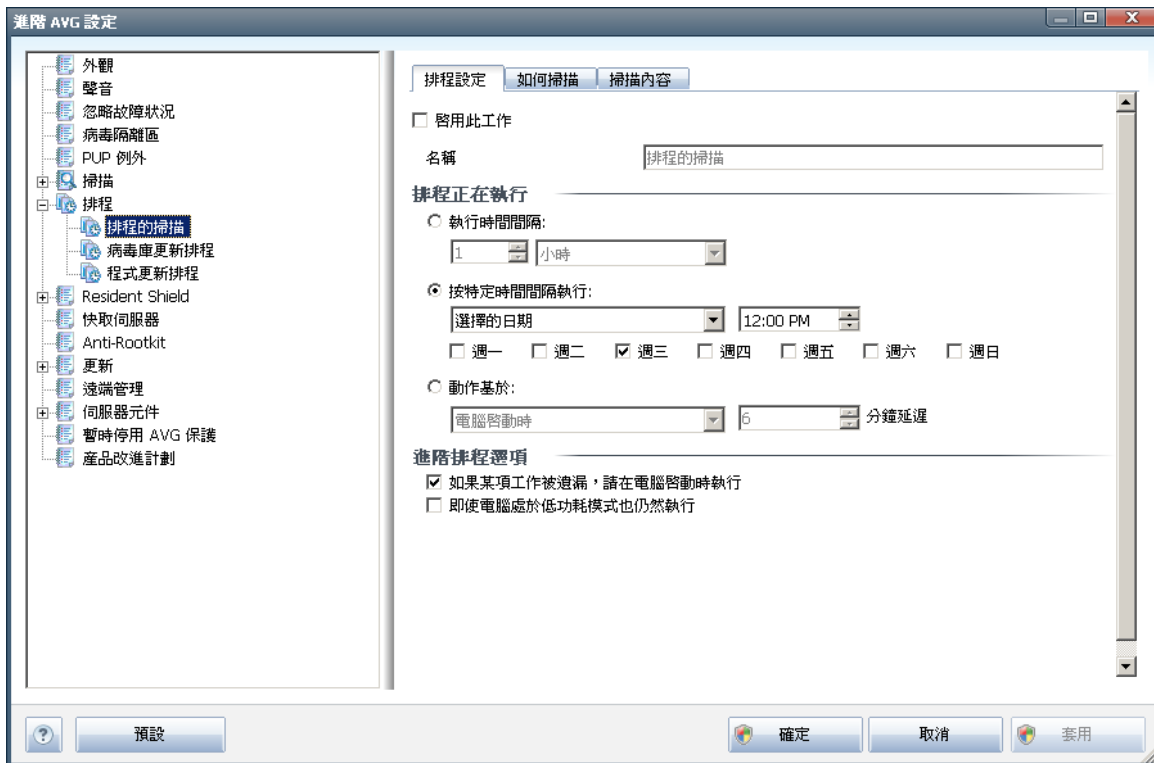 進階 AVG 設定
外觀
聲音
忽略故障狀況
病毒隔離區
PUP 例外
掃描
排程
排程的掃描
病毒庫更新排程
程式更新排程
Resident Shield
快取伺服器
Anti-Rootkit
更新
遠端管理
伺服器元件
暫時停用 AVG 保護
產品改進計劃
排程設定 如何掃描 掃描內容
啓用此工作
名稱 排程的掃描
排程正在執行
執行時間間隔:
1 小時
按特定時間間隔執行:
選擇的日期 12:00 PM
週一 週二 週三 週四 週五 週六 週日
動作基於:
電腦啓動時 6 分鐘延遲
進階排程選項
如果某項工作被遺漏，請在電腦啓動時執行
即使電腦處於低功耗模式也仍然執行
? 預設 確定 取消 套用